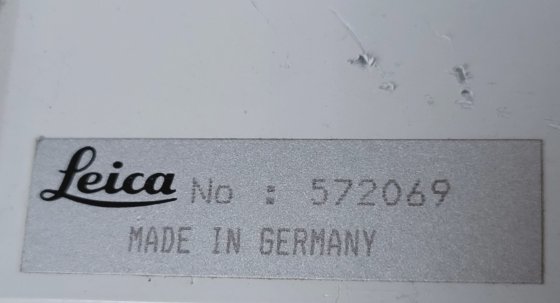 Leica No : 572069
MADE IN GERMANY